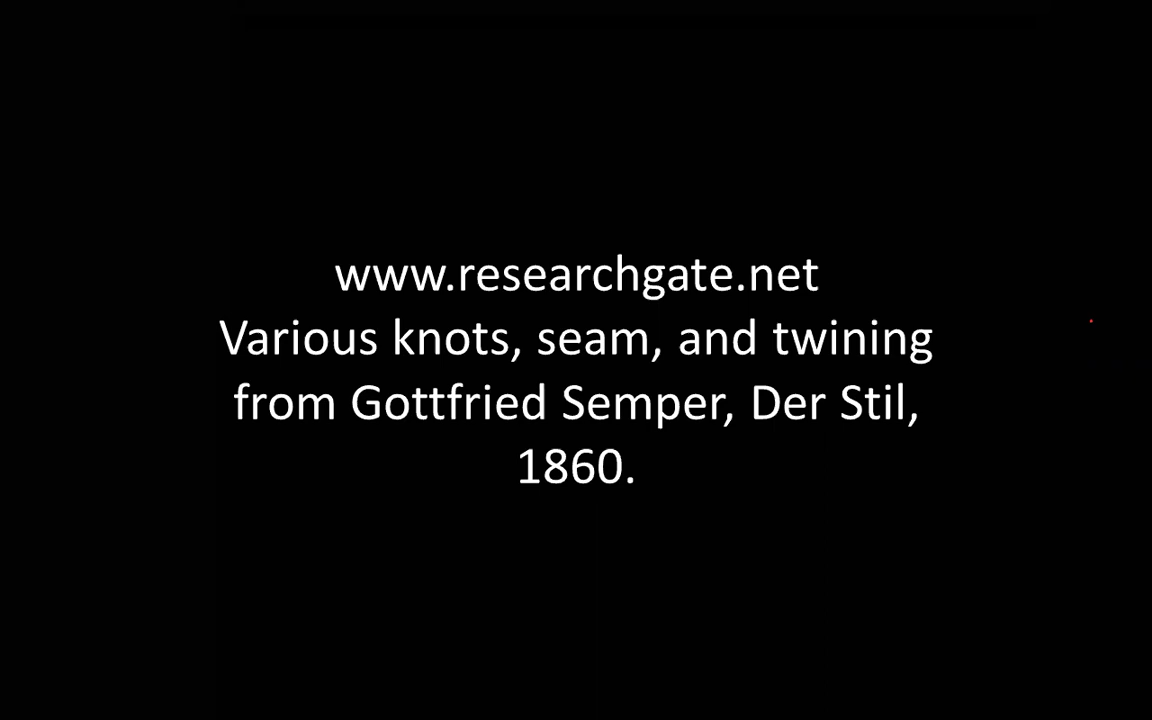 www.researchgate.net
Various knots, seam, and twining
from Gottfried Semper, Der Stil,
1860.